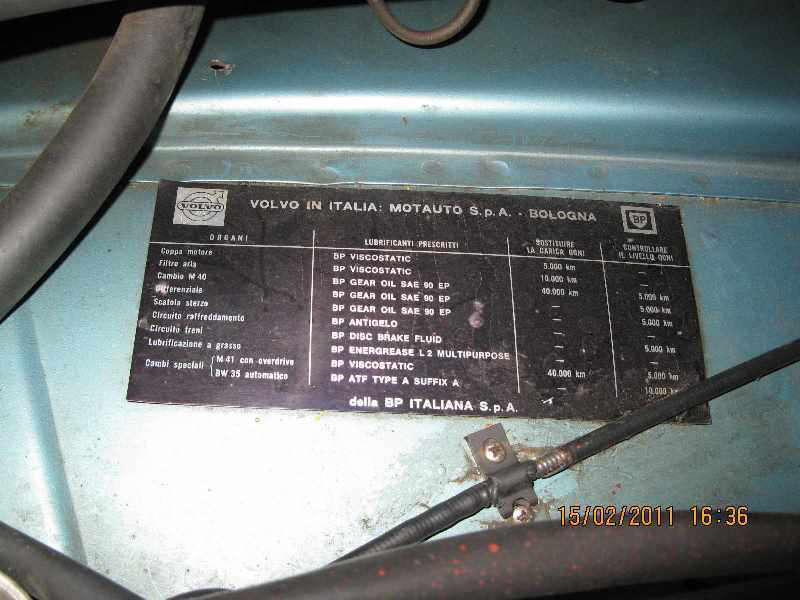 VOLVO
VOLVO IN ITALIA: MOTAUTO S.p.A. - BOLOGNA
BP
ORGANI LUBRIFICANTI PRESCRITTI SOSTITUIRE LA CARICA OGNI CONTROLLARE IL LIVELLO OGNI
Coppa motore BP VISCOSTATIC 5.000 km —
Filtro aria BP VISCOSTATIC 10.000 km —
Cambio M 40 BP GEAR OIL SAE 90 EP 40.000 km 5.000 km
Differenziale BP GEAR OIL SAE 90 EP — 5.000 km
Scatola sterzo BP GEAR OIL SAE 90 EP — 5.000 km
Circuito raffreddamento BP ANTIGELO — —
Circuito freni BP DISC BRAKE FLUID — 5.000 km
Lubrificazione a grasso BP ENERGREASE L 2 MULTIPURPOSE — —
Cambi speciali M 41 con overdrive BP VISCOSTATIC 40.000 km 5.000 km
BW 35 automatico BP ATF TYPE A SUFFIX A — 10.000 km
della BP ITALIANA S.p.A.
15/02/2011 16:36